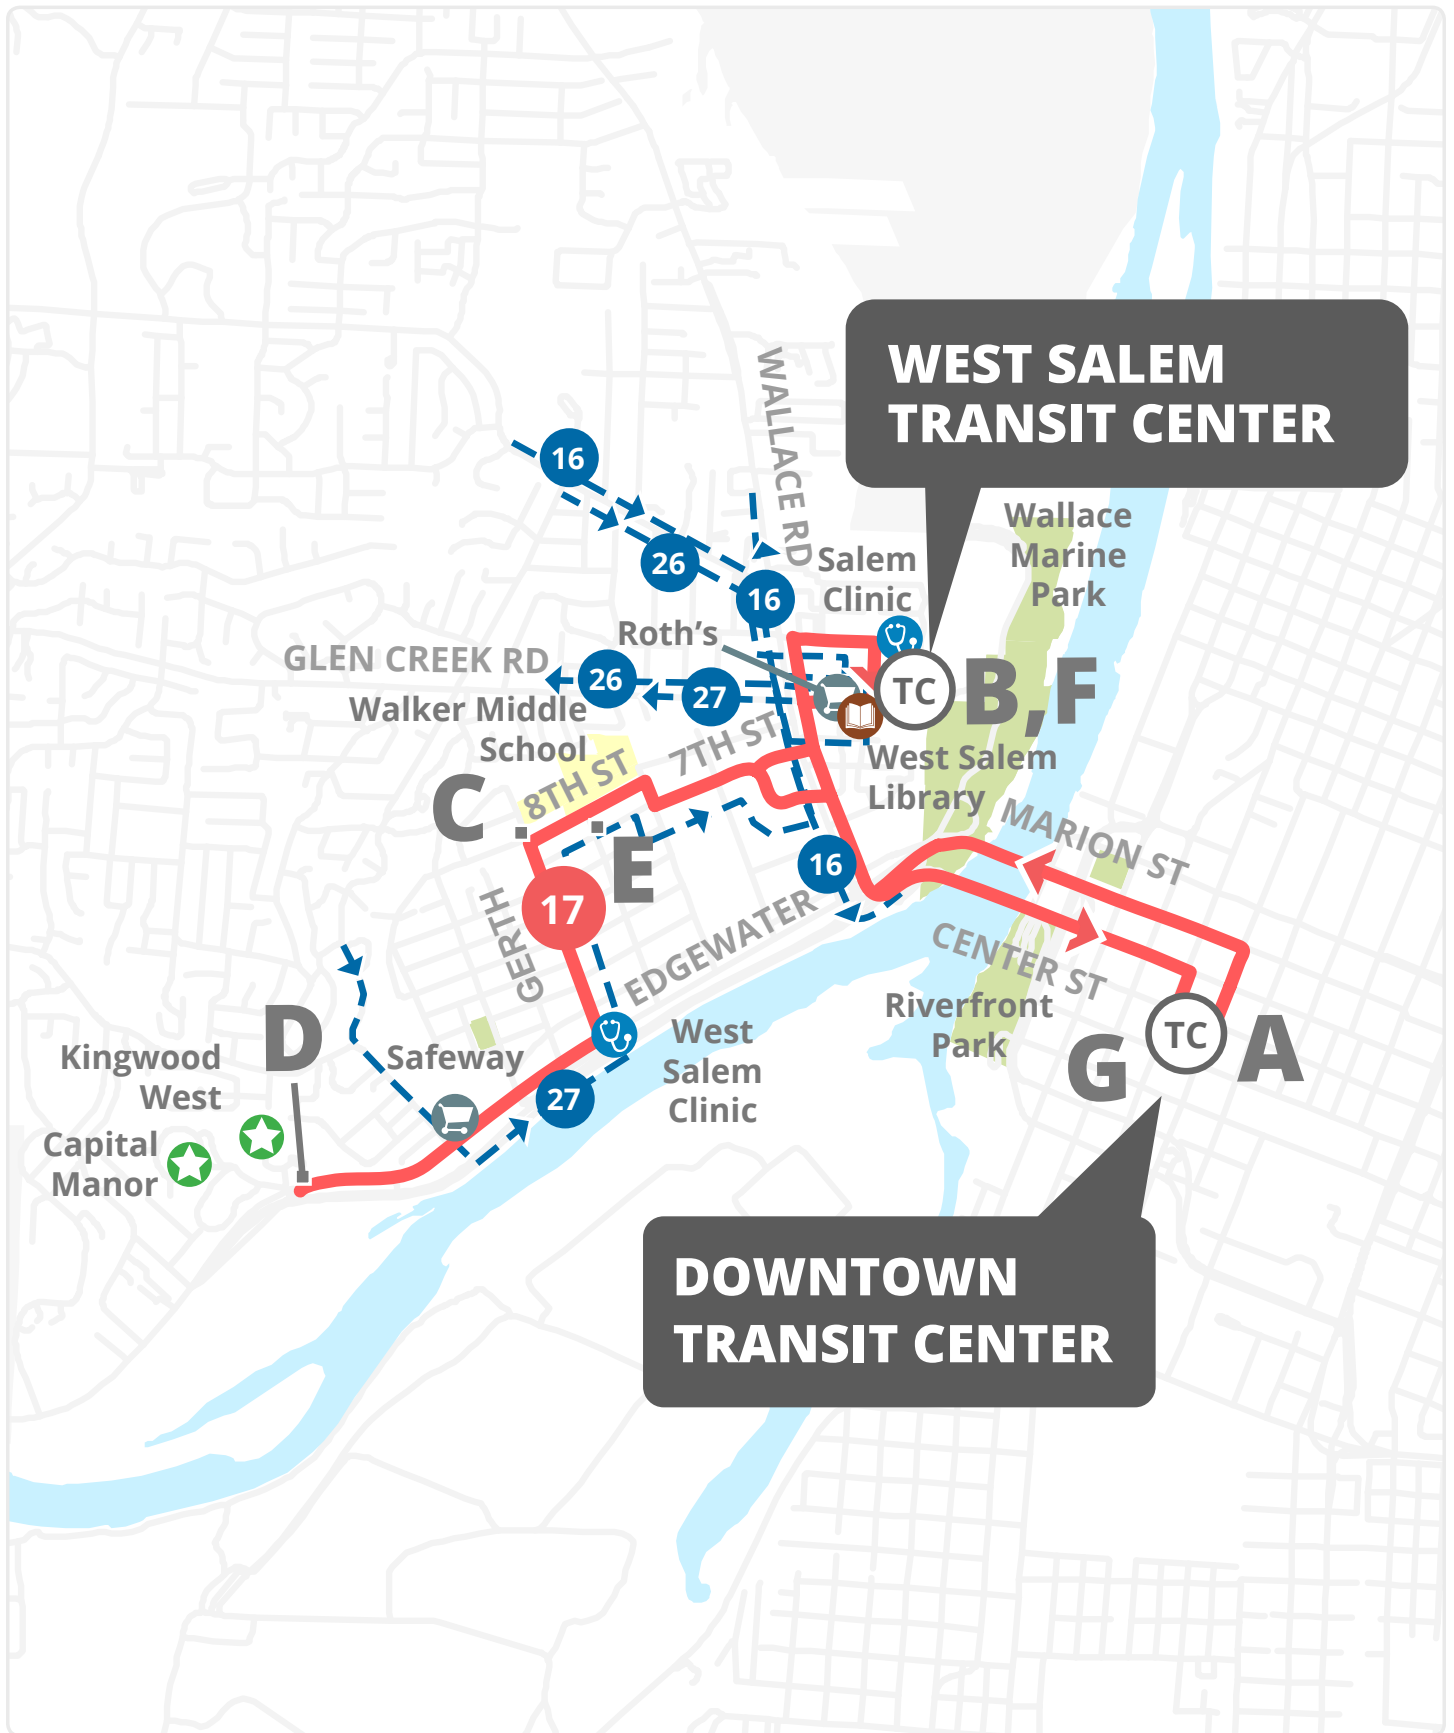 WEST SALEM
TRANSIT CENTER
WALLACE RD
16
Wallace
Marine
Park
26
Salem
Clinic
16
Roth’s
GLEN CREEK RD
26
27
TC
B,F
Walker Middle
School
7TH ST
West Salem
Library
8TH ST
C
E
MARION ST
16
17
GERTH
EDGEWATER
CENTER ST
Riverfront
Park
TC
A
G
D
Kingwood
West
Safeway
West
Salem
Clinic
27
Capital
Manor
DOWNTOWN
TRANSIT CENTER